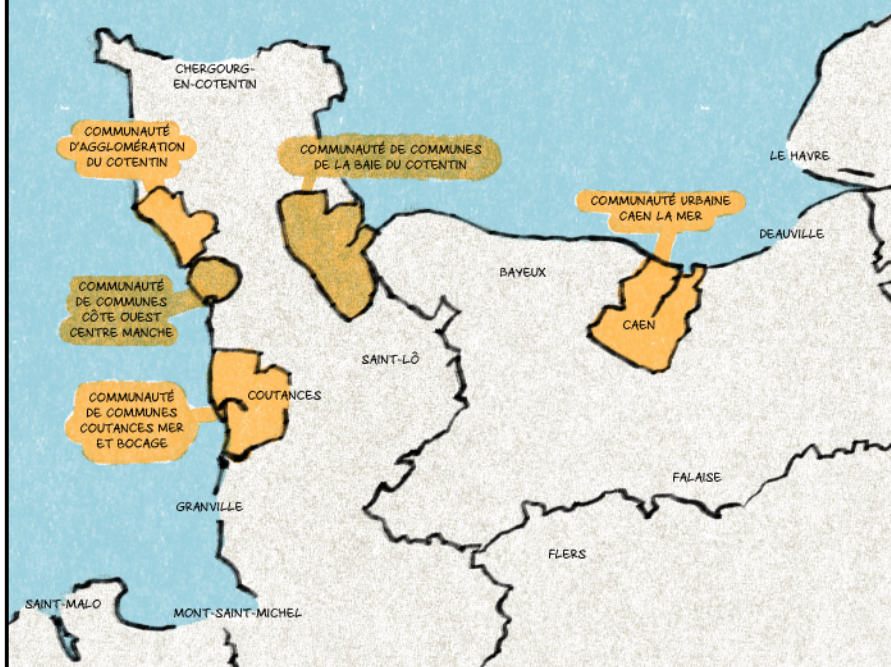 CHERGOURG-
EN-COTENTIN
COMMUNAUTÉ
D'AGGLOMÉRATION
DU COTENTIN
COMMUNAUTÉ DE COMMUNES
DE LA BAIE DU COTENTIN
LE HAVRE
COMMUNAUTÉ URBAINE
CAEN LA MER
DEAUVILLE
BAYEUX
COMMUNAUTÉ
DE COMMUNES
CÔTE OUEST
CENTRE MANCHE
CAEN
SAINT-LÔ
COUTANCES
COMMUNAUTÉ
DE COMMUNES
COUTANCES MER
ET BOCAGE
FALAISE
GRANVILLE
FLERS
SAINT-MALO
MONT-SAINT-MICHEL